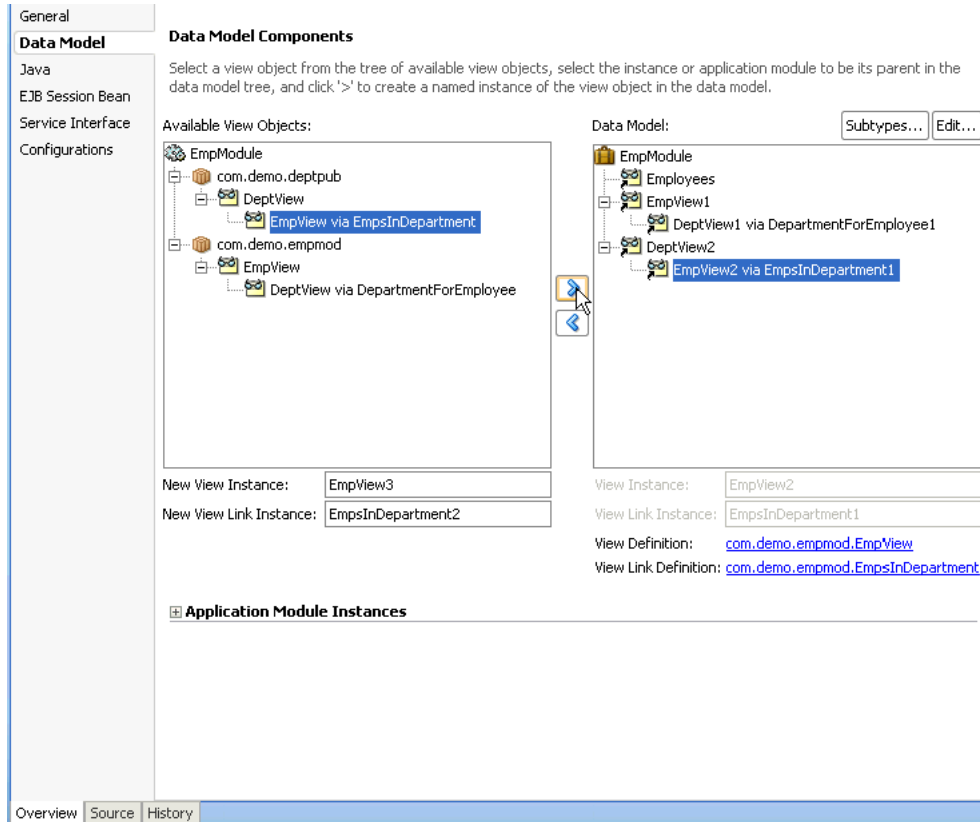 General
Data Model
Java
EJB Session Bean
Service Interface
Configurations
Data Model Components
Select a view object from the tree of available view objects, select the instance or application module to be its parent in the
data model tree, and click '>' to create a named instance of the view object in the data model.
Available View Objects:
EmpModule
com.demo.deptpub
DeptView
EmpView via EmpsInDepartment
com.demo.empmod
EmpView
DeptView via DepartmentForEmployee
New View Instance: EmpView3
New View Link Instance: EmpsInDepartment2
Data Model: Subtypes... Edit...
EmpModule
Employees
EmpView1
DeptView1 via DepartmentForEmployee1
DeptView2
EmpView2 via EmpsInDepartment1
View Instance: EmpView2
View Link Instance: EmpsInDepartment1
View Definition: com.demo.empmod.EmpView
View Link Definition: com.demo.empmod.EmpsInDepartment
Application Module Instances
Overview Source History